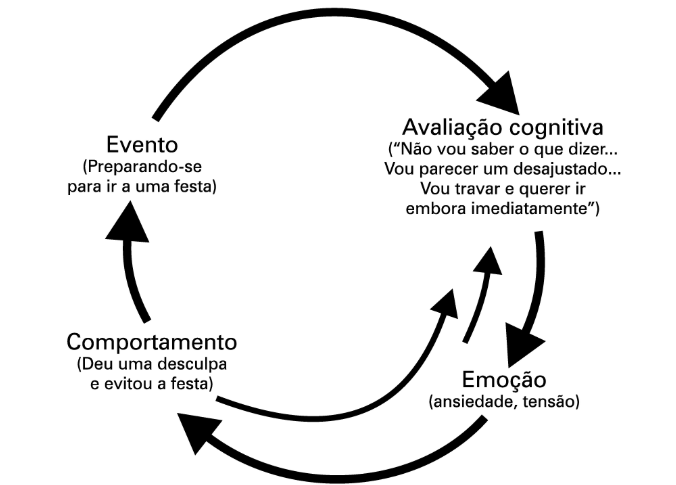 Evento
(Preparando-se
para ir a uma festa)
Avaliação cognitiva
(“Não vou saber o que dizer...
Vou parecer um desajustado...
Vou travar e querer ir
embora imediatamente”)
Comportamento
(Deu uma desculpa
e evitou a festa)
Emoção
(ansiedade, tensão)